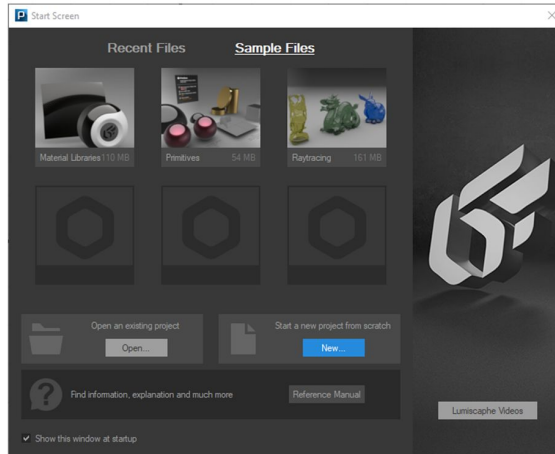 Start Screen
Recent Files Sample Files
Material Libraries 110 MB
Primitives 54 MB
Raytracing 161 MB
Open an existing project
Open...
Start a new project from scratch
New...
Find information, explanation and much more
Reference Manual
Lumiscaphe Videos
Show this window at startup